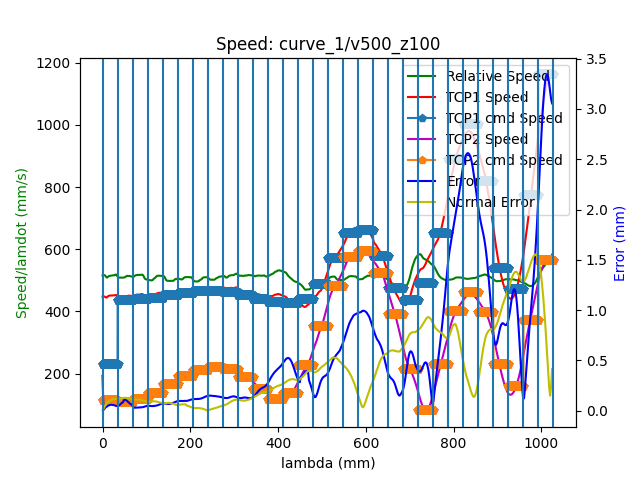 Speed: curve_1/v500_z100
1200
1000
800
600
400
200
Speed/lamdot (mm/s)
3.5
3.0
2.5
2.0
1.5
1.0
0.5
0.0
Error (mm)
Relative Speed
TCP1 Speed
TCP1 cmd Speed
TCP2 Speed
TCP2 cmd Speed
Error
Normal Error
0 200 400 600 800 1000
lambda (mm)